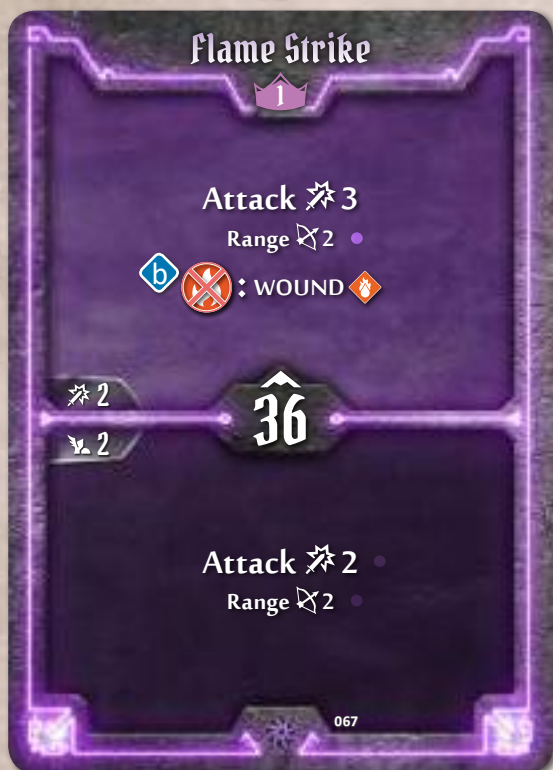 Flame Strike
1
Attack 3
Range 2
b : WOUND
2
36
2
Attack 2
Range 2
067